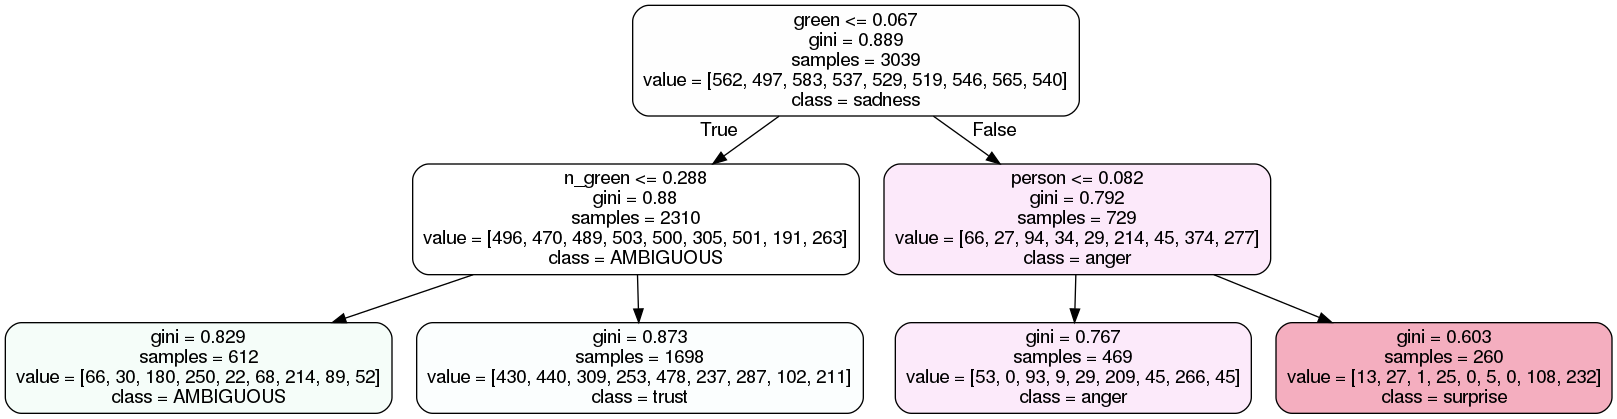 green <= 0.067
gini = 0.889
samples = 3039
value = [562, 497, 583, 537, 529, 519, 546, 565, 540]
class = sadness
True
False
n_green <= 0.288
gini = 0.88
samples = 2310
value = [496, 470, 489, 503, 500, 305, 501, 191, 263]
class = AMBIGUOUS
person <= 0.082
gini = 0.792
samples = 729
value = [66, 27, 94, 34, 29, 214, 45, 374, 277]
class = anger
gini = 0.829
samples = 612
value = [66, 30, 180, 250, 22, 68, 214, 89, 52]
class = AMBIGUOUS
gini = 0.873
samples = 1698
value = [430, 440, 309, 253, 478, 237, 287, 102, 211]
class = trust
gini = 0.767
samples = 469
value = [53, 0, 93, 9, 29, 209, 45, 266, 45]
class = anger
gini = 0.603
samples = 260
value = [13, 27, 1, 25, 0, 5, 0, 108, 232]
class = surprise